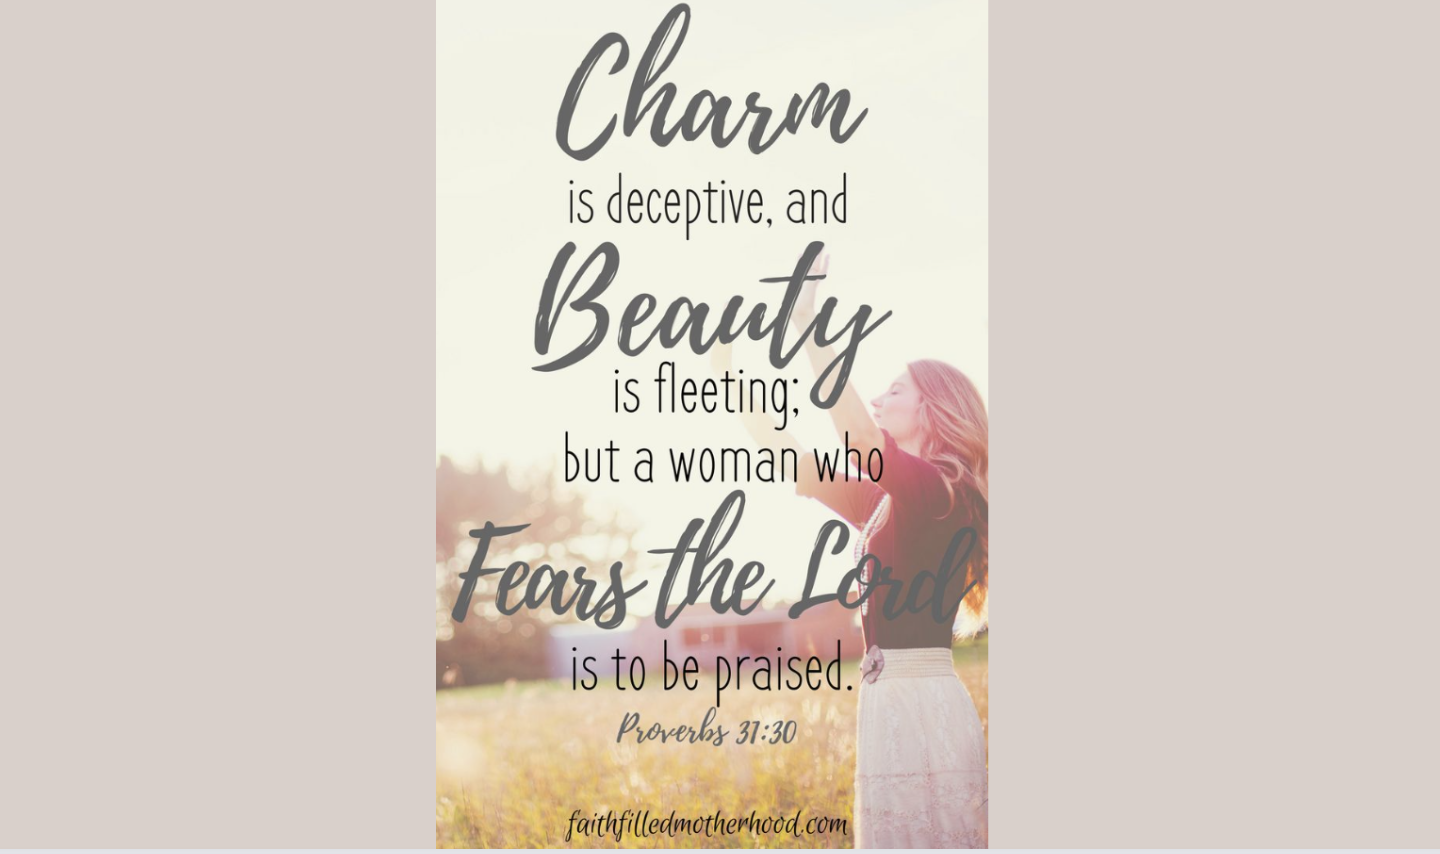 Charm
is deceptive, and
Beauty
is fleeting;
but a woman who
Fears the Lord
is to be praised.
Proverbs 31:30
faithfilledmotherhood.com